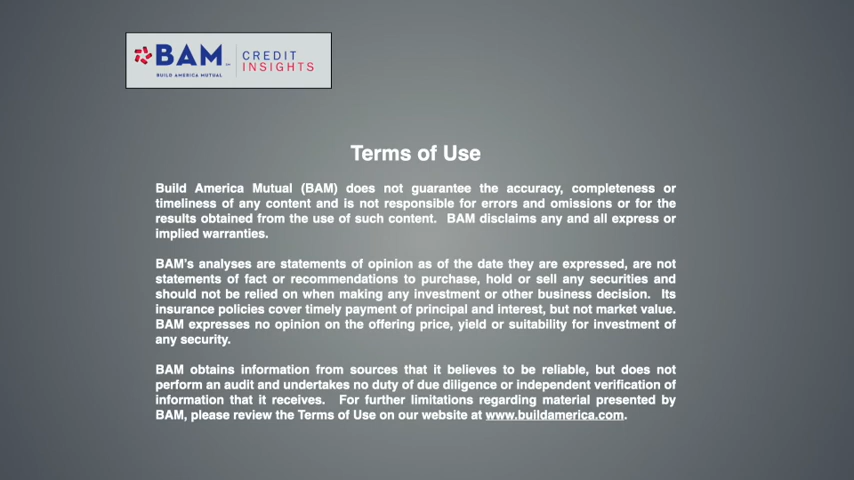 BAM
BUILD AMERICA MUTUAL
CREDIT
INSIGHTS
Terms of Use
Build America Mutual (BAM) does not guarantee the accuracy, completeness or
timeliness of any content and is not responsible for errors and omissions or for the
results obtained from the use of such content. BAM disclaims any and all express or
implied warranties.
BAM's analyses are statements of opinion as of the date they are expressed, are not
statements of fact or recommendations to purchase, hold or sell any securities and
should not be relied on when making any investment or other business decision. Its
insurance policies cover timely payment of principal and interest, but not market value.
BAM expresses no opinion on the offering price, yield or suitability for investment of
any security.
BAM obtains information from sources that it believes to be reliable, but does not
perform an audit and undertakes no duty of due diligence or independent verification of
information that it receives. For further limitations regarding material presented by
BAM, please review the Terms of Use on our website at www.buildamerica.com.